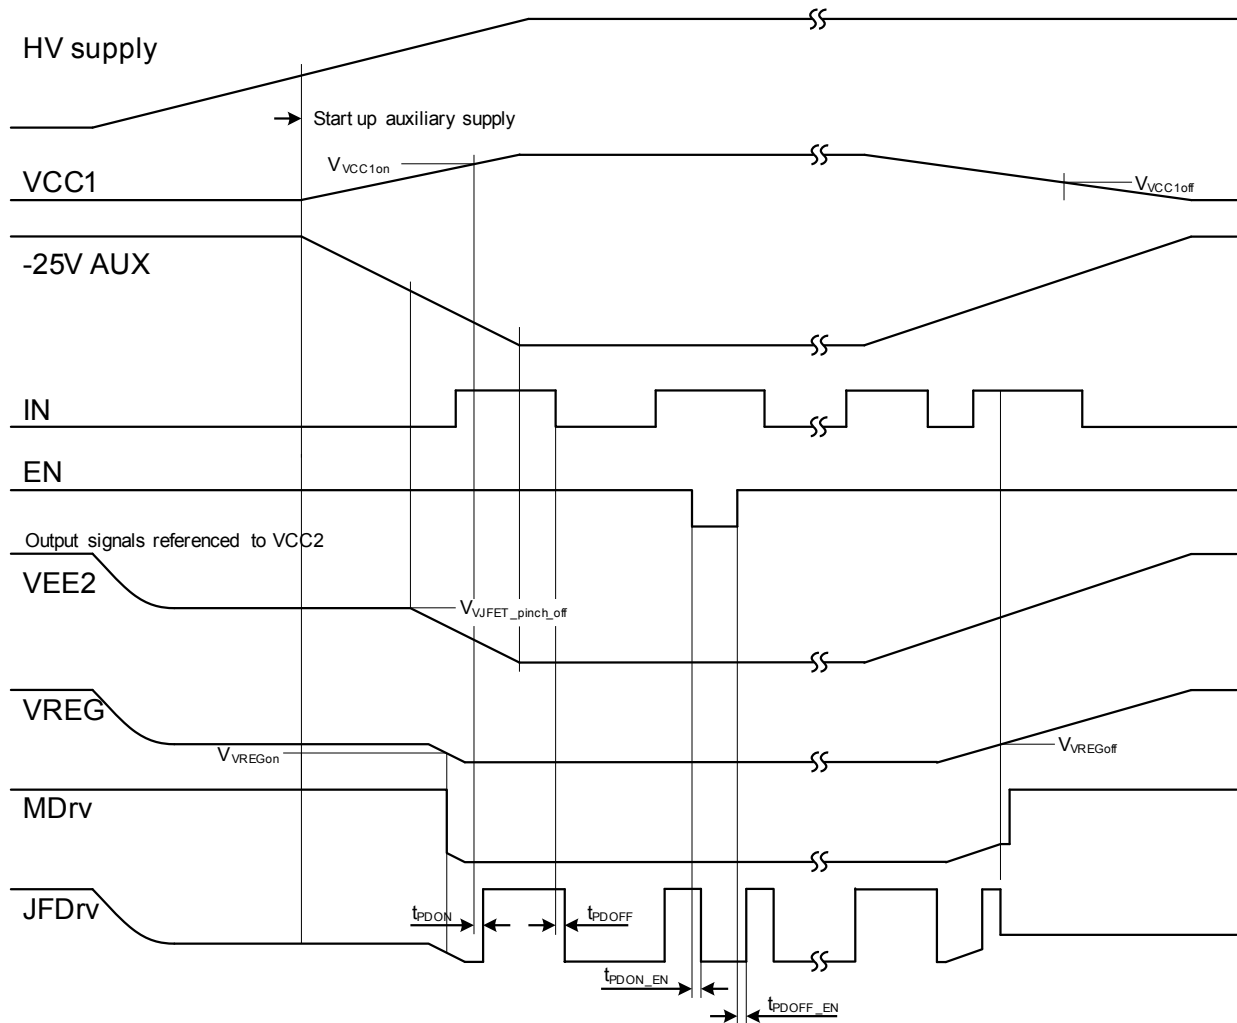 HV supply
Start up auxiliary supply
VVCC1on
VCC1
VVCC1off
-25V AUX
IN
EN
Output signals referenced to VCC2
VEE2
VVJFET_pinch_off
VREG
VVREGon
VVREGoff
MDrv
JFDrv
tPDON
tPDOFF
tPDON_EN
tPDOFF_EN